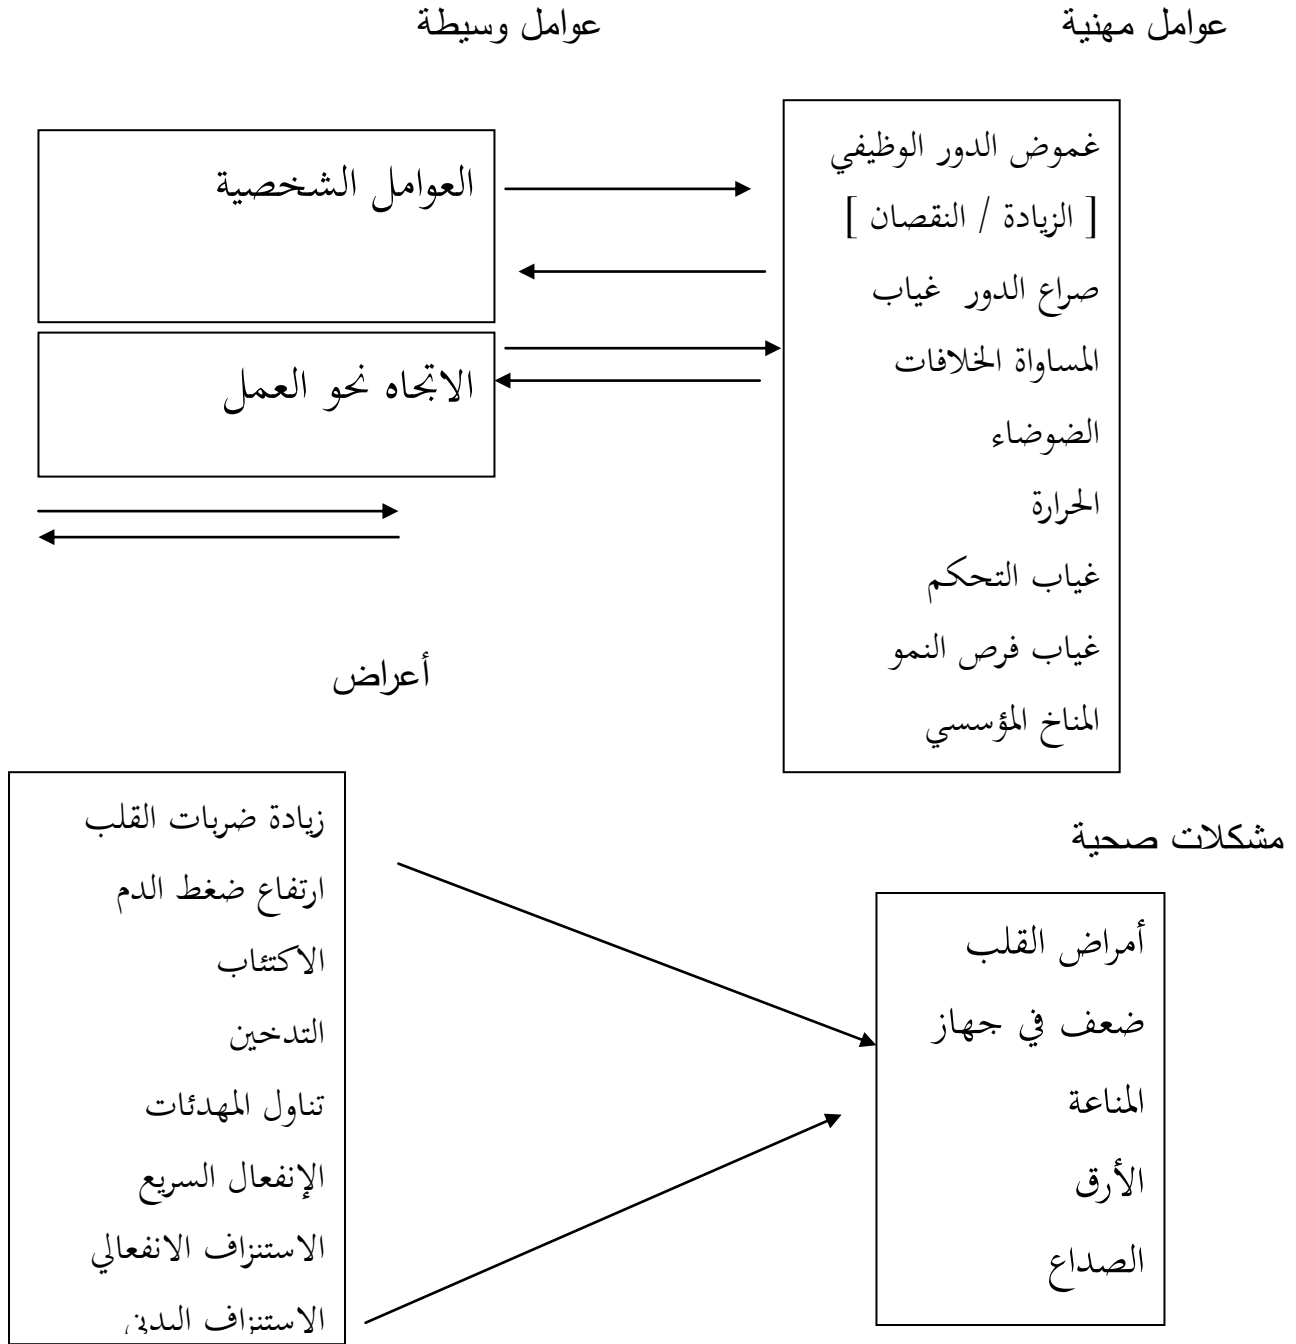 عوامل مهنية
عوامل وسيطة
غموض الدور الوظيفي
[ الزيادة / النقصان ]
صراع الدور غياب
المساواة الخلافات
الضوضاء
الحرارة
غياب التحكم
غياب فرص النمو
المناخ المؤسسي
العوامل الشخصية
الاتجاه نحو العمل
أعراض
زيادة ضربات القلب
ارتفاع ضغط الدم
الاكتئاب
التدخين
تناول المهدئات
الإنفعال السريع
الاستنزاف الانفعالي
الاستنزاف البدني
مشكلات صحية
أمراض القلب
ضعف في جهاز
المناعة
الأرق
الصداع